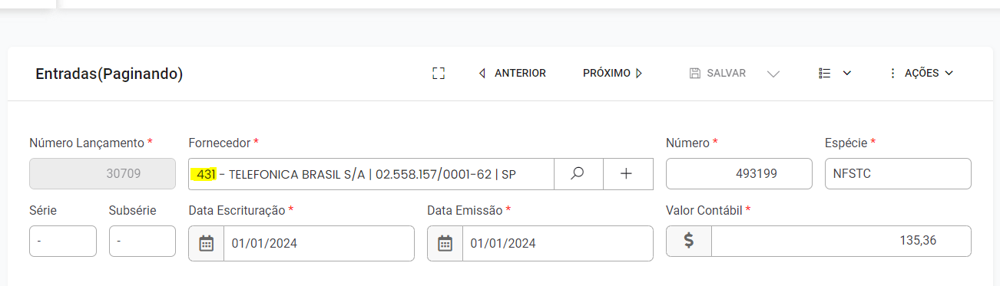 Entradas(Paginando) ANTERIOR PRÓXIMO SALVAR AÇÕES
Número Lançamento * Fornecedor * Número * Espécie *
30709 431 - TELEFONICA BRASIL S/A | 02.558.157/0001-62 | SP 493199 NFSTC
Série Subsérie Data Escrituração * Data Emissão * Valor Contábil *
- - 01/01/2024 01/01/2024 $ 135,36